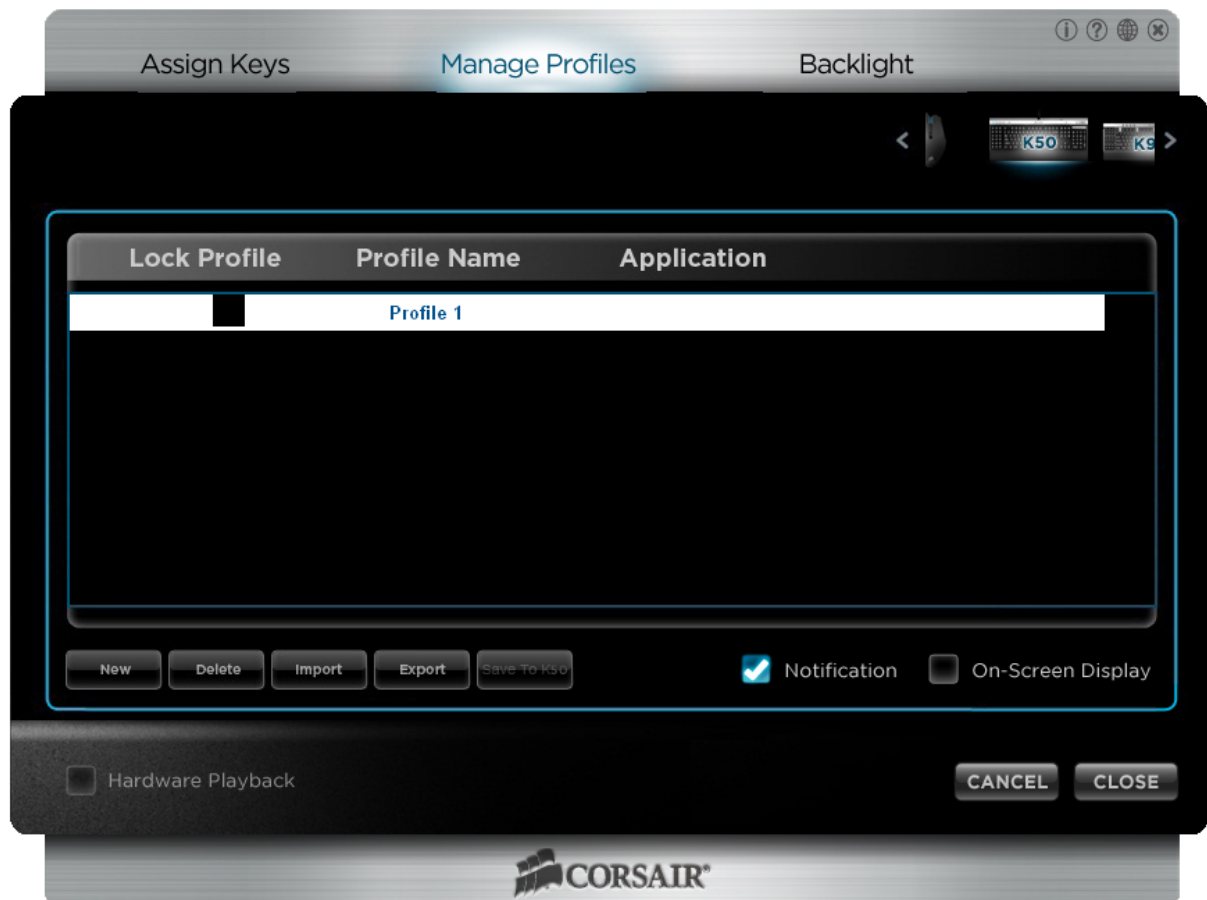 Assign Keys Manage Profiles Backlight
K50 K9
Lock Profile Profile Name Application
Profile 1
New Delete Import Export Save To K50
Notification On-Screen Display
Hardware Playback
CANCEL CLOSE
CORSAIR